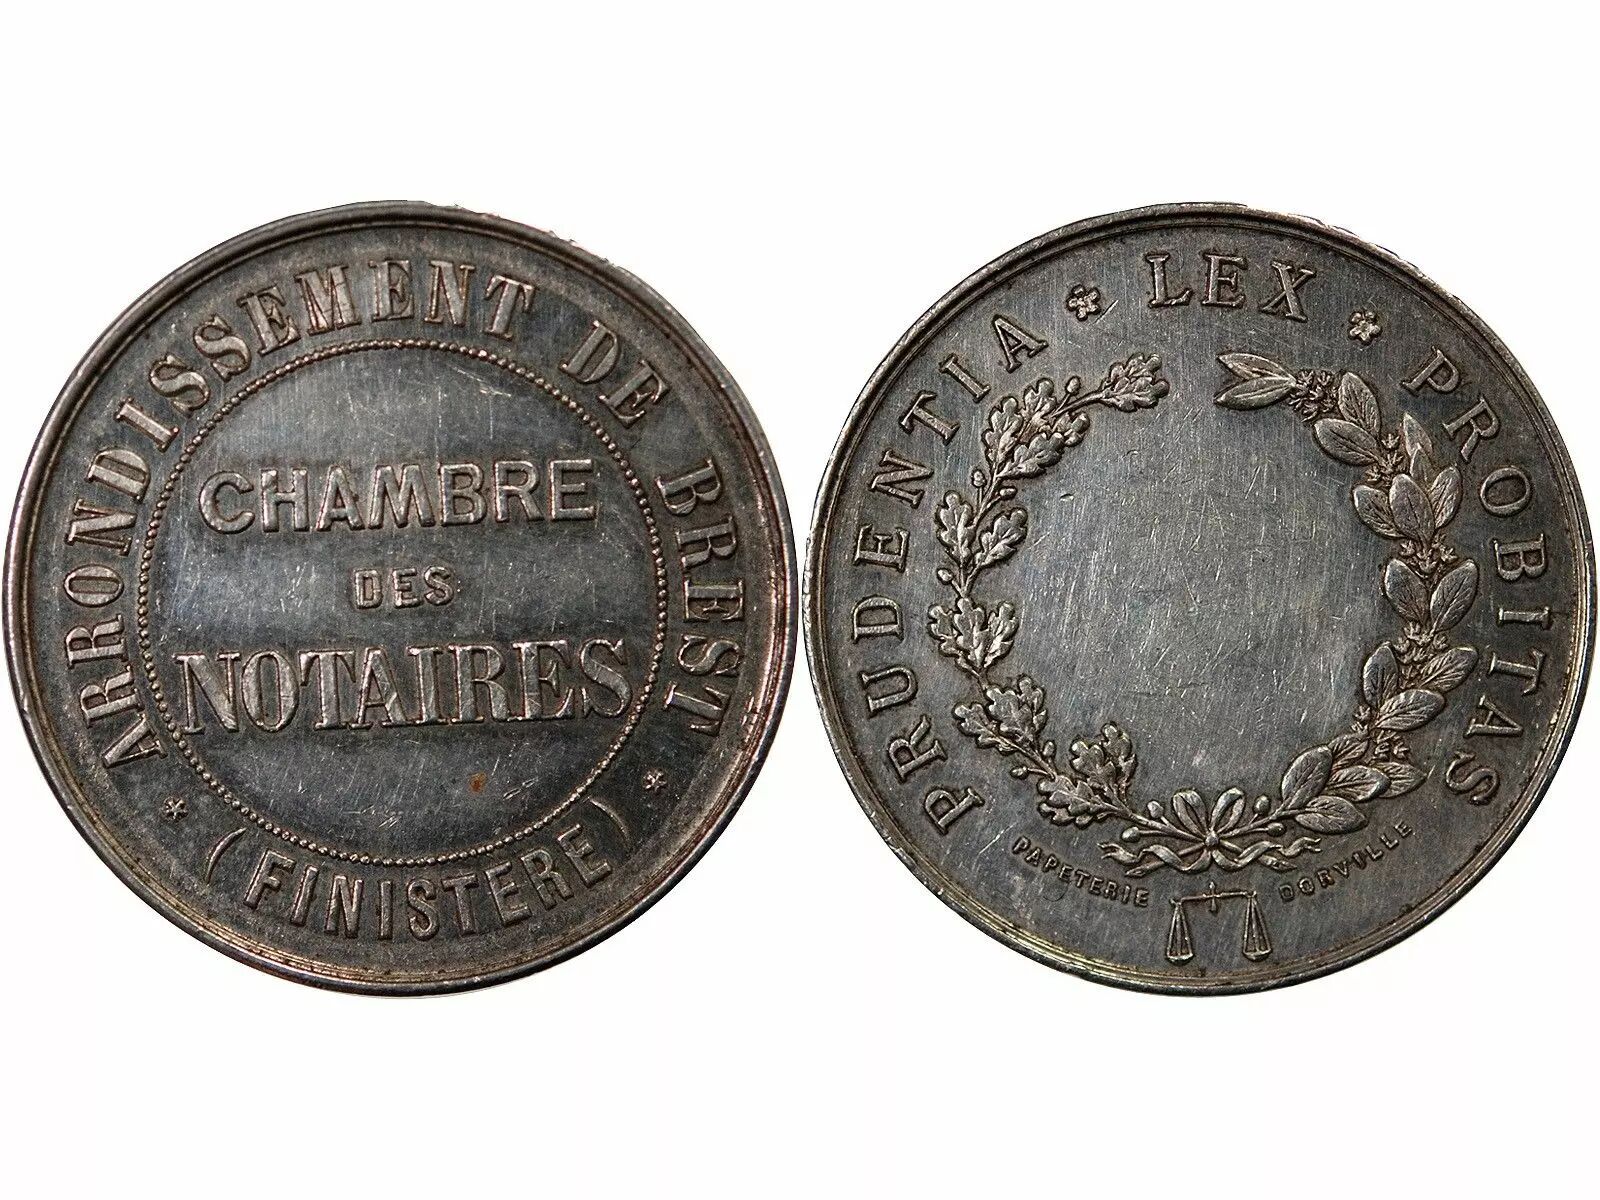 ARRONDISSEMENT DE BREST
CHAMBRE
DES
NOTAIRES
* (FINISTERE) *
PRUDENTIA * LEX * PROBITAS
PAPETERIE DORVILLE